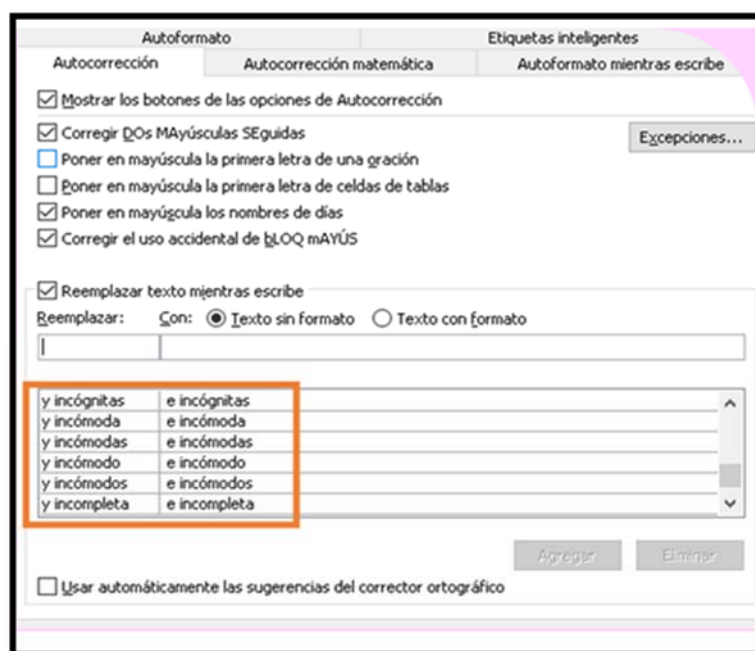 Autoformato Etiquetas inteligentes
Autocorrección Autocorrección matemática Autoformato mientras escribe
Mostrar los botones de las opciones de Autocorrección
Corregir DOs MAyúsculas SEguidas
Excepciones...
Poner en mayúscula la primera letra de una oración
Poner en mayúscula la primera letra de celdas de tablas
Poner en mayúscula los nombres de días
Corregir el uso accidental de bLOQ mAYÚS
Reemplazar texto mientras escribe
Reemplazar: Con: Texto sin formato Texto con formato
y incógnitas e incógnitas
y incómoda e incómoda
y incómodas e incómodas
y incómodo e incómodo
y incómodos e incómodos
y incompleta e incompleta
Agregar Eliminar
Usar automáticamente las sugerencias del corrector ortográfico